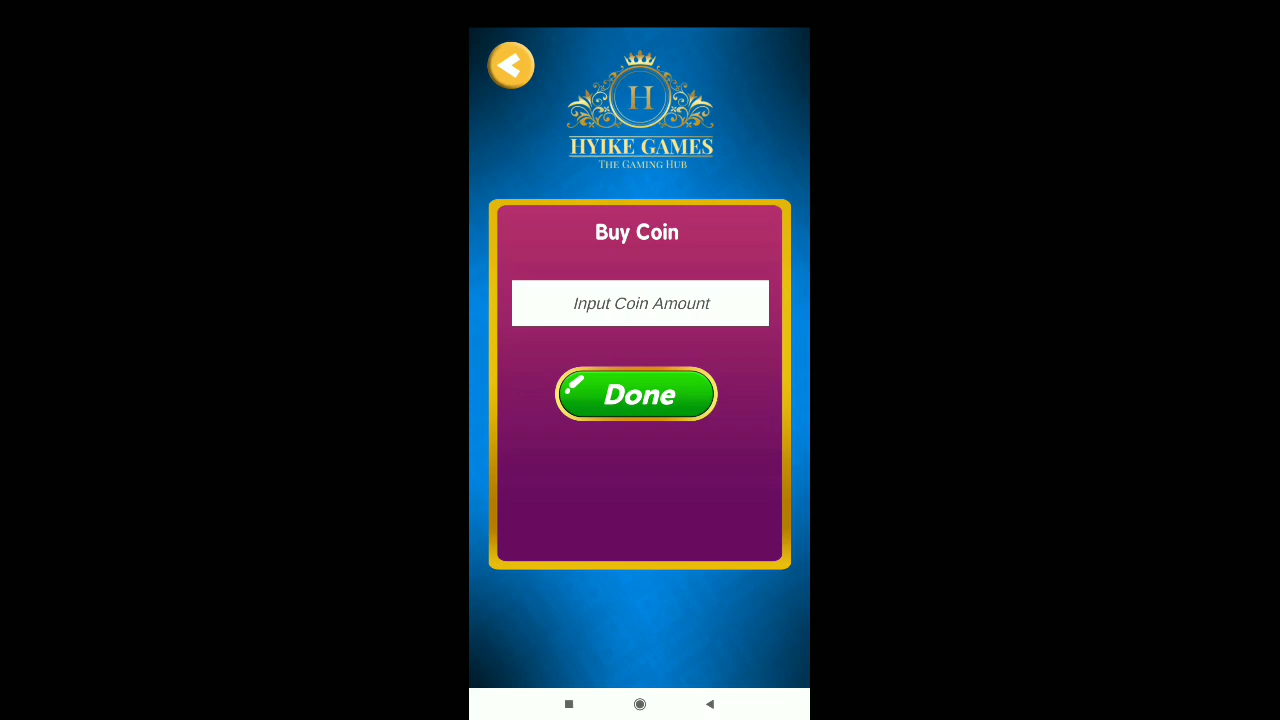 H
HYIKE GAMES
THE GAMING HUB
Buy Coin
Input Coin Amount
Done